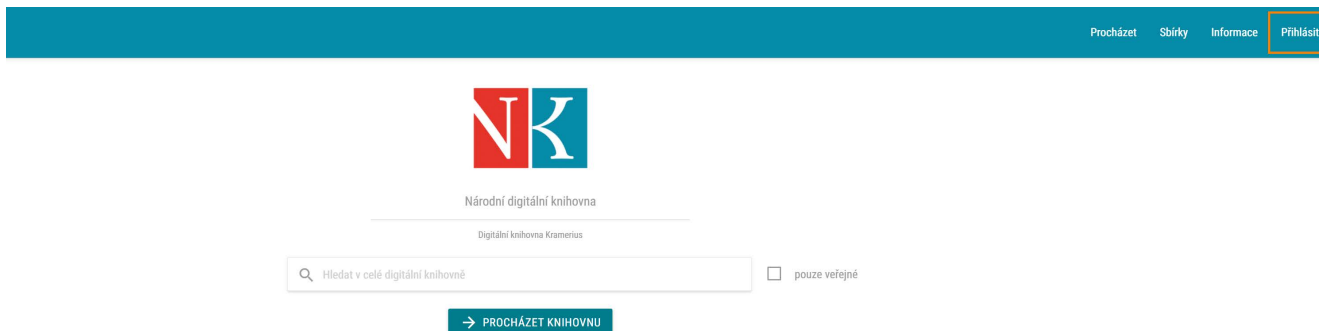 Procházet Sbírky Informace Přihlásit
NK
Národní digitální knihovna
Digitální knihovna Kramerius
Hledat v celé digitální knihovně
pouze veřejné
→ PROCHÁZET KNIHOVNU